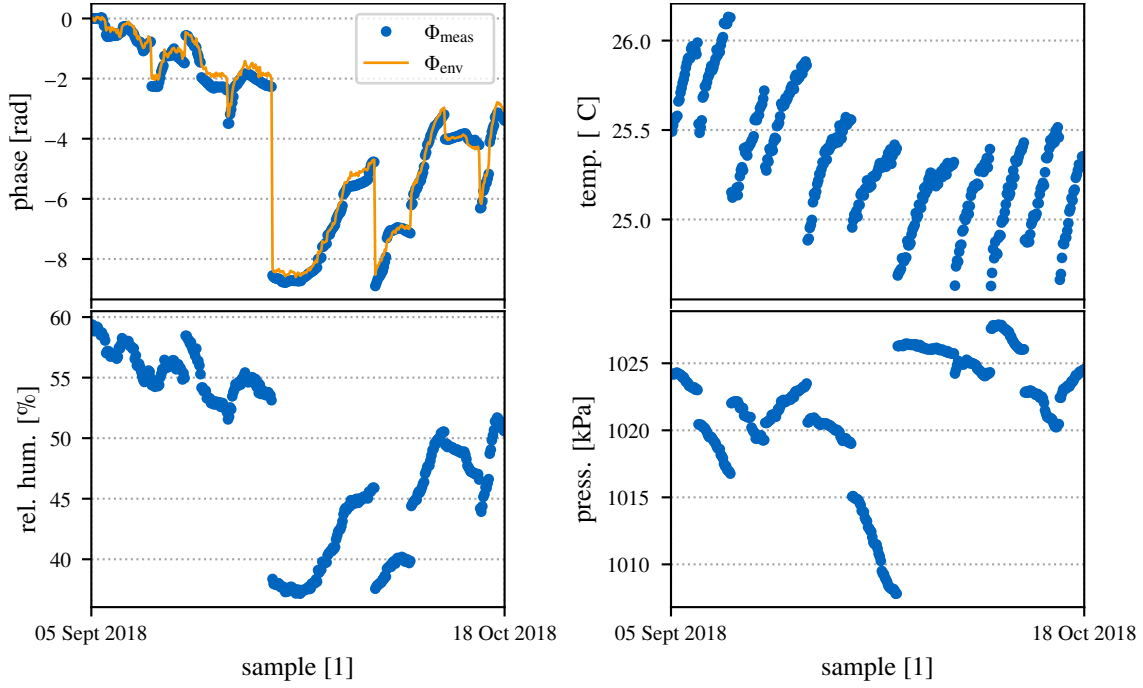 0
−2
−4
−6
−8
phase [rad]
Φmeas
Φenv
26.0
25.5
25.0
temp. [ C]
60
55
50
45
40
rel. hum. [%]
05 Sept 2018
18 Oct 2018
sample [1]
1025
1020
1015
1010
press. [kPa]
05 Sept 2018
18 Oct 2018
sample [1]